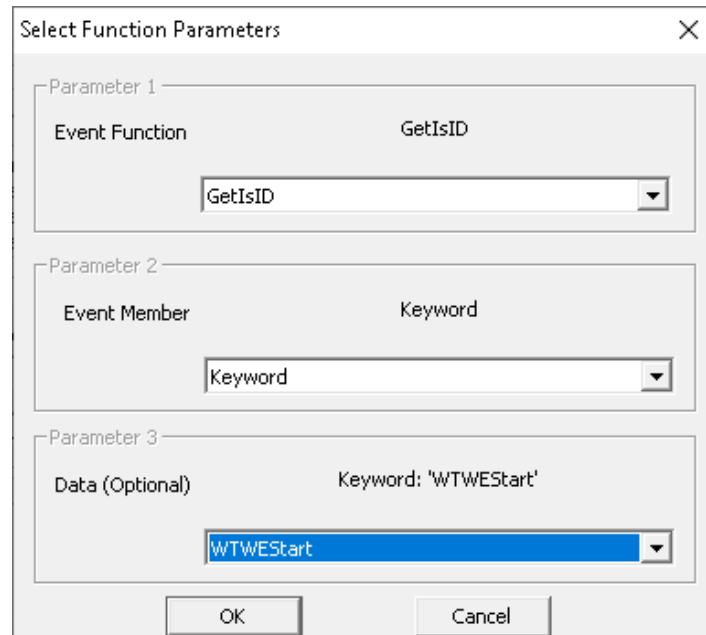 Select Function Parameters
Parameter 1
Event Function GetIsID
GetIsID
Parameter 2
Event Member Keyword
Keyword
Parameter 3
Data (Optional) Keyword: 'WTWEStart'
WTWEStart
OK Cancel